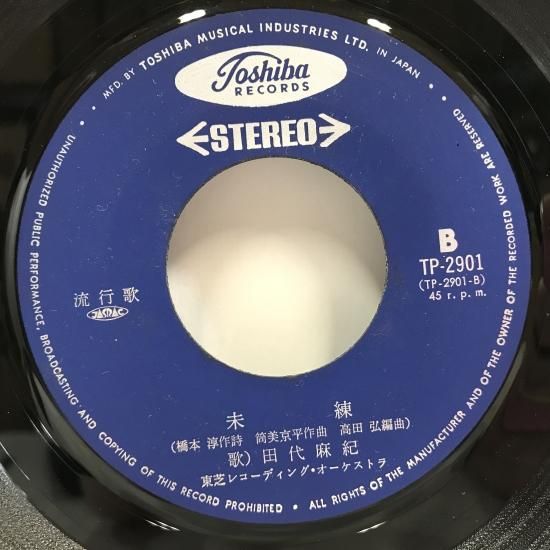 MFD. BY TOSHIBA MUSICAL INDUSTRIES LTD. IN JAPAN
Toshiba
RECORDS
STEREO
B
TP-2901
(TP-2901-B)
45 r. p. m.
流行歌
JASRAC
未練
(橋本 淳作詩 筒美京平作曲 高田 弘編曲)
歌) 田代麻紀
東芝レコーディング・オーケストラ
• UNAUTHORIZED PUBLIC PERFORMANCE, BROADCASTING AND COPYING OF THIS RECORD PROHIBITED • ALL RIGHTS OF THE MANUFACTURER AND OF THE OWNER OF THE RECORDED WORK ARE RESERVED •